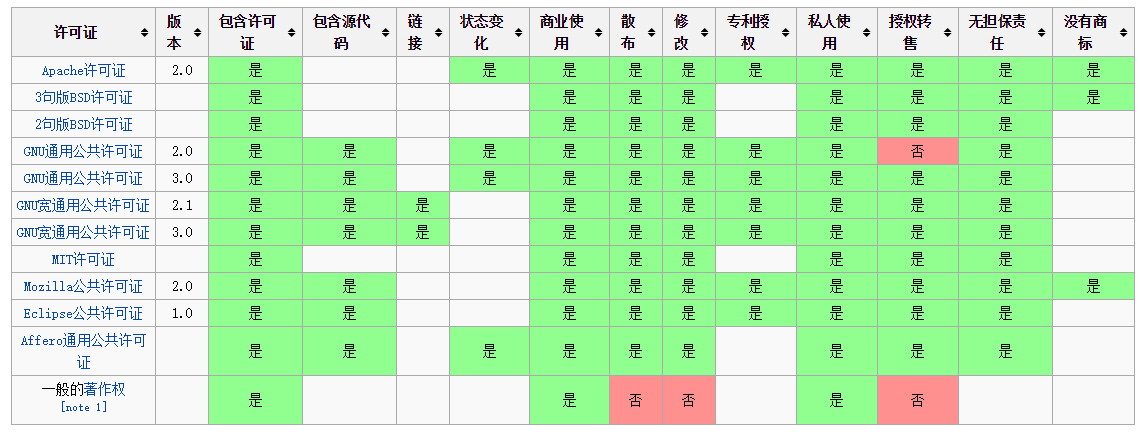 许可证 版本 包含许可证 包含源代码 链接 状态变化 商业使用 散布 修改 专利授权 私人使用 授权转售 无担保责任 没有商标
Apache许可证 2.0 是 是 是 是 是 是 是 是 是 是
3句版BSD许可证 是 是 是 是 是 是 是 是
2句版BSD许可证 是 是 是 是 是 是 是
GNU通用公共许可证 2.0 是 是 是 是 是 是 是 是 否 是
GNU通用公共许可证 3.0 是 是 是 是 是 是 是 是 是 是
GNU宽通用公共许可证 2.1 是 是 是 是 是 是 是 是 是 是
GNU宽通用公共许可证 3.0 是 是 是 是 是 是 是 是 是 是
MIT许可证 是 是 是 是 是 是 是
Mozilla公共许可证 2.0 是 是 是 是 是 是 是 是 是 是
Eclipse公共许可证 1.0 是 是 是 是 是 是 是 是 是
Affero通用公共许可证 是 是 是 是 是 是 是 是 是
一般的著作权[note 1] 是 是 否 否 是 否